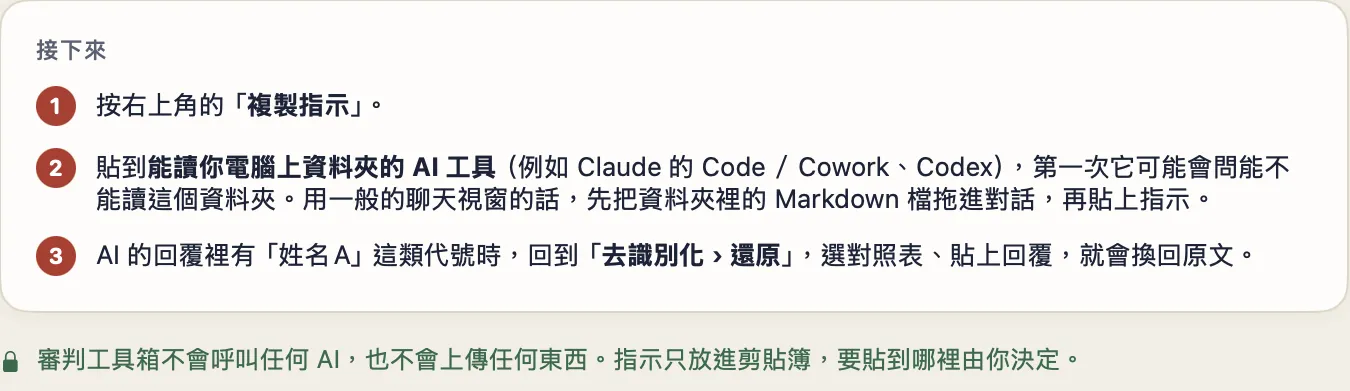 接下來
1 按右上角的「複製指示」。
2 貼到能讀你電腦上資料夾的 AI 工具（例如 Claude 的 Code / Cowork、Codex），第一次它可能會問能不
能讀這個資料夾。用一般的聊天視窗的話，先把資料夾裡的 Markdown 檔拖進對話，再貼上指示。
3 AI 的回覆裡有「姓名A」這類代號時，回到「去識別化 › 還原」，選對照表、貼上回覆，就會換回原文。
審判工具箱不會呼叫任何 AI，也不會上傳任何東西。指示只放進剪貼簿，要貼到哪裡由你決定。